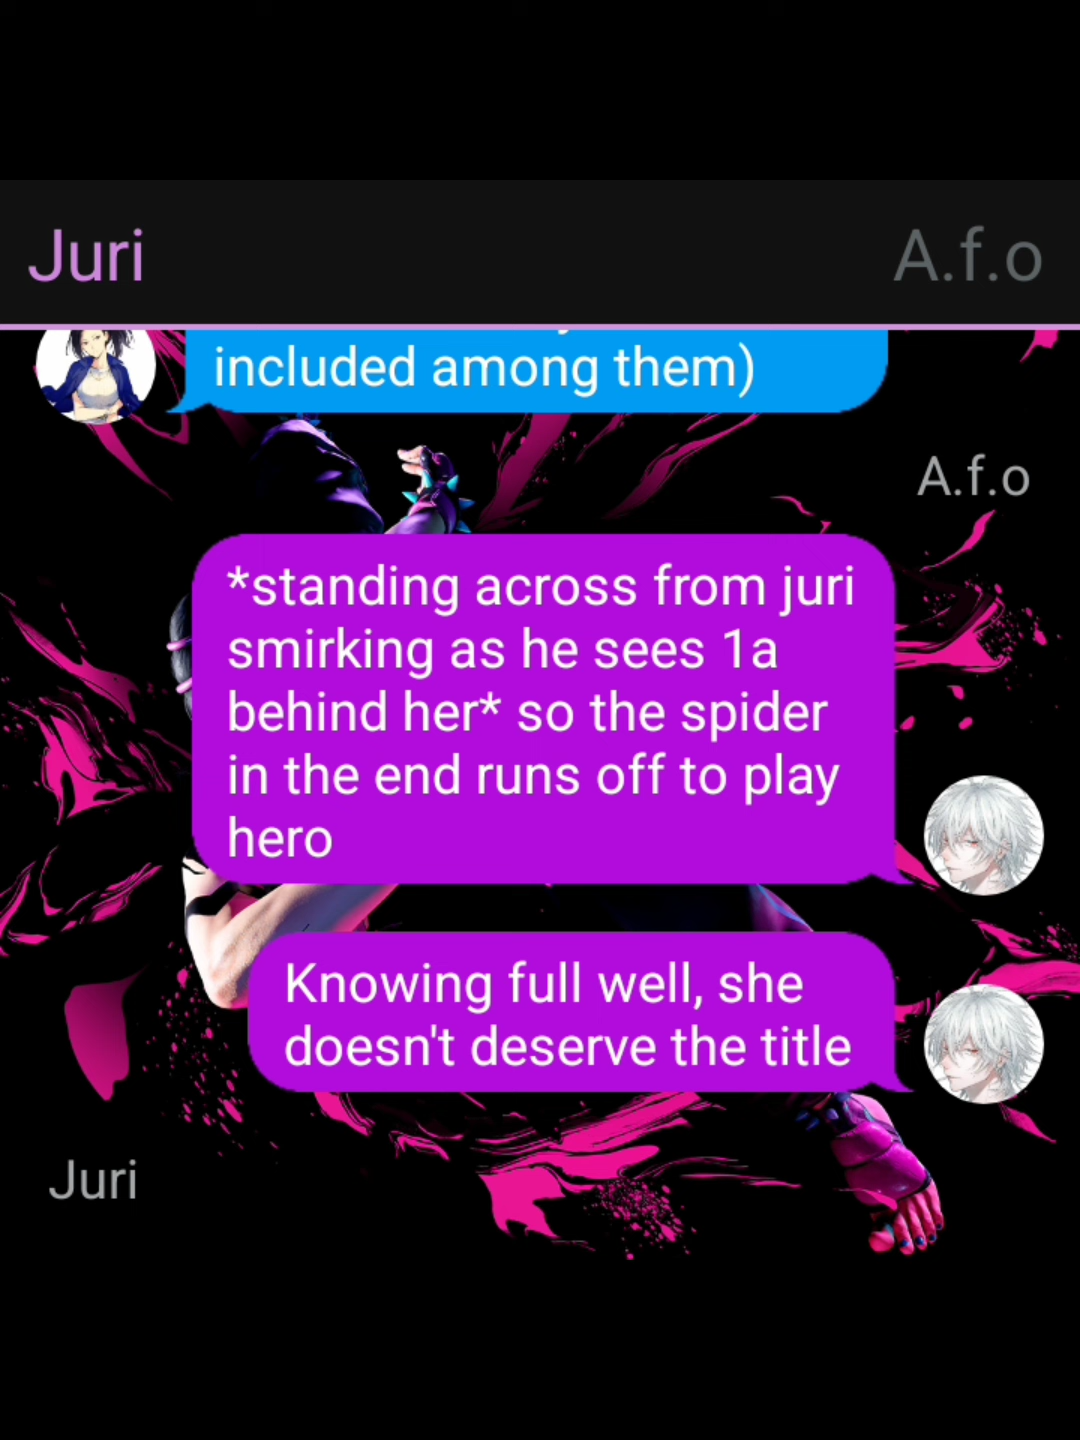 Juri
A.f.o
included among them)
A.f.o
*standing across from juri
smirking as he sees 1a
behind her* so the spider
in the end runs off to play
hero
Knowing full well, she
doesn't deserve the title
Juri